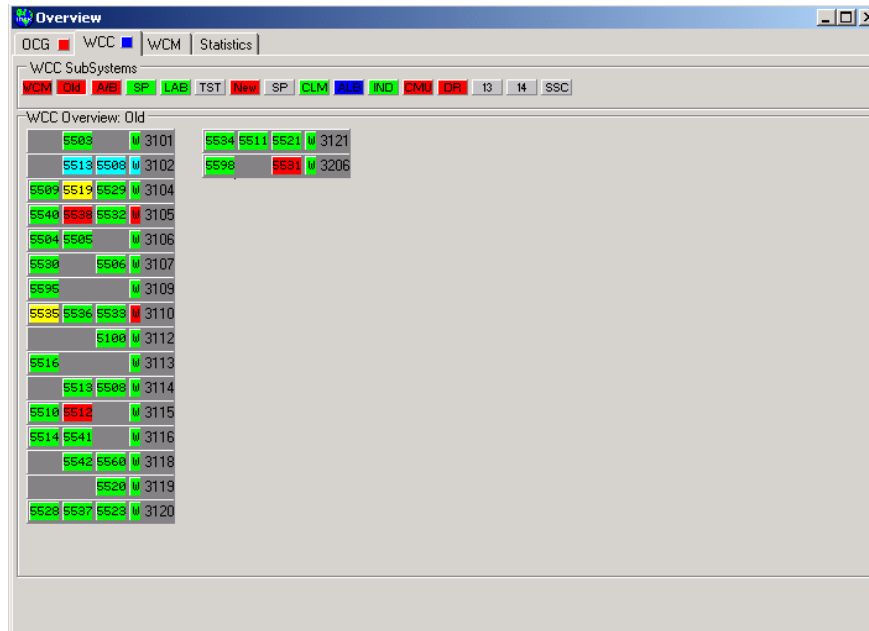 Overview
OCG WCC WCM Statistics
WCC SubSystems
WCM Old A/B SP LAB TST New SP CLM ALB IND CMU DR 13 14 SSC
WCC Overview: Old
5503 W 3101 5534 5511 5521 W 3121
5513 5508 W 3102 5598 5531 W 3206
5509 5519 5529 W 3104
5540 5538 5532 W 3105
5504 5505 W 3106
5530 5506 W 3107
5595 W 3109
5535 5536 5533 W 3110
5100 W 3112
5516 W 3113
5513 5508 W 3114
5510 5512 W 3115
5514 5541 W 3116
5542 5560 W 3118
5520 W 3119
5528 5537 5523 W 3120